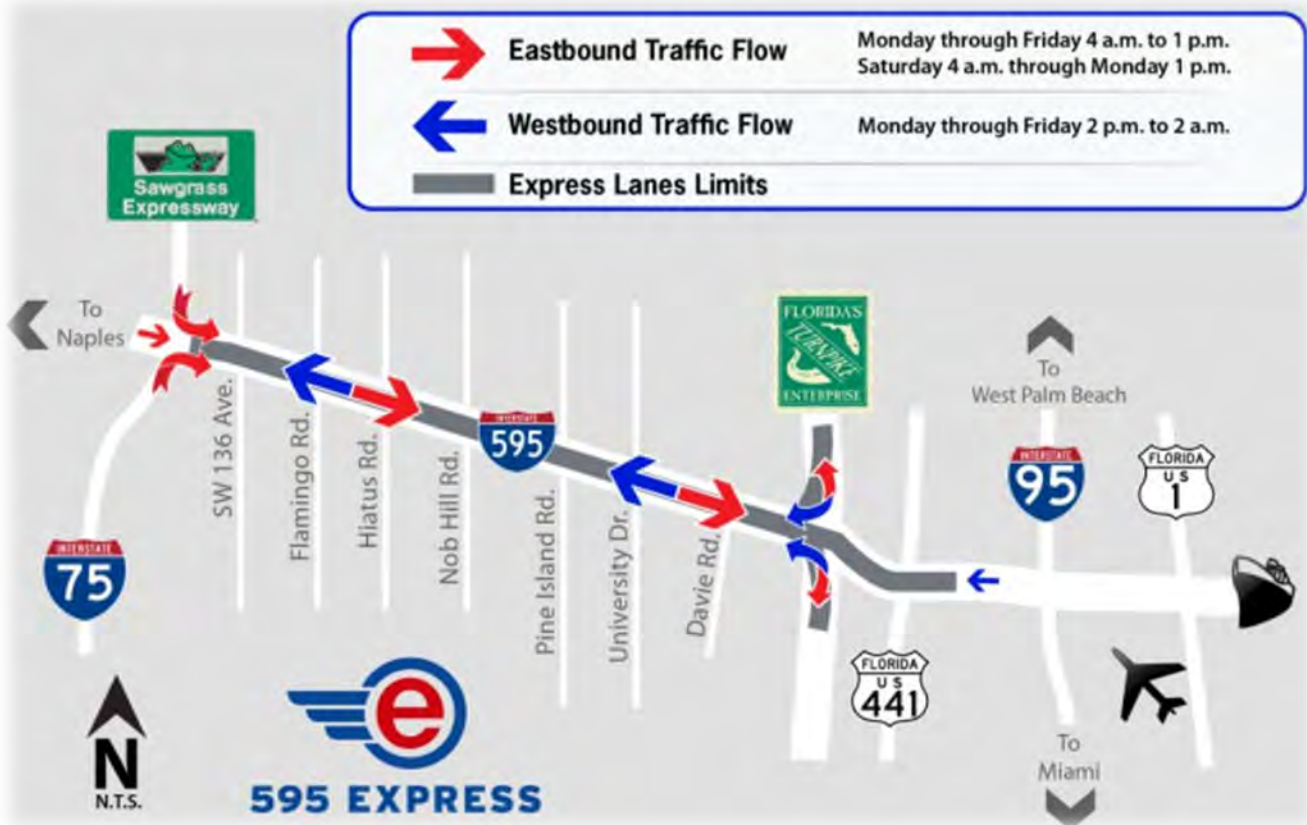 Eastbound Traffic Flow
Monday through Friday 4 a.m. to 1 p.m.
Saturday 4 a.m. through Monday 1 p.m.
Westbound Traffic Flow
Monday through Friday 2 p.m. to 2 a.m.
Express Lanes Limits
Sawgrass
Expressway
To
Naples
SW 136 Ave.
Flamingo Rd.
Hiatus Rd.
Nob Hill Rd.
INTERSTATE
595
Pine Island Rd.
University Dr.
Davie Rd.
FLORIDA'S
TURNPIKE
ENTERPRISE
To
West Palm Beach
INTERSTATE
95
FLORIDA
US
1
INTERSTATE
75
FLORIDA
US
441
To
Miami
N
N.T.S.
e
595 EXPRESS